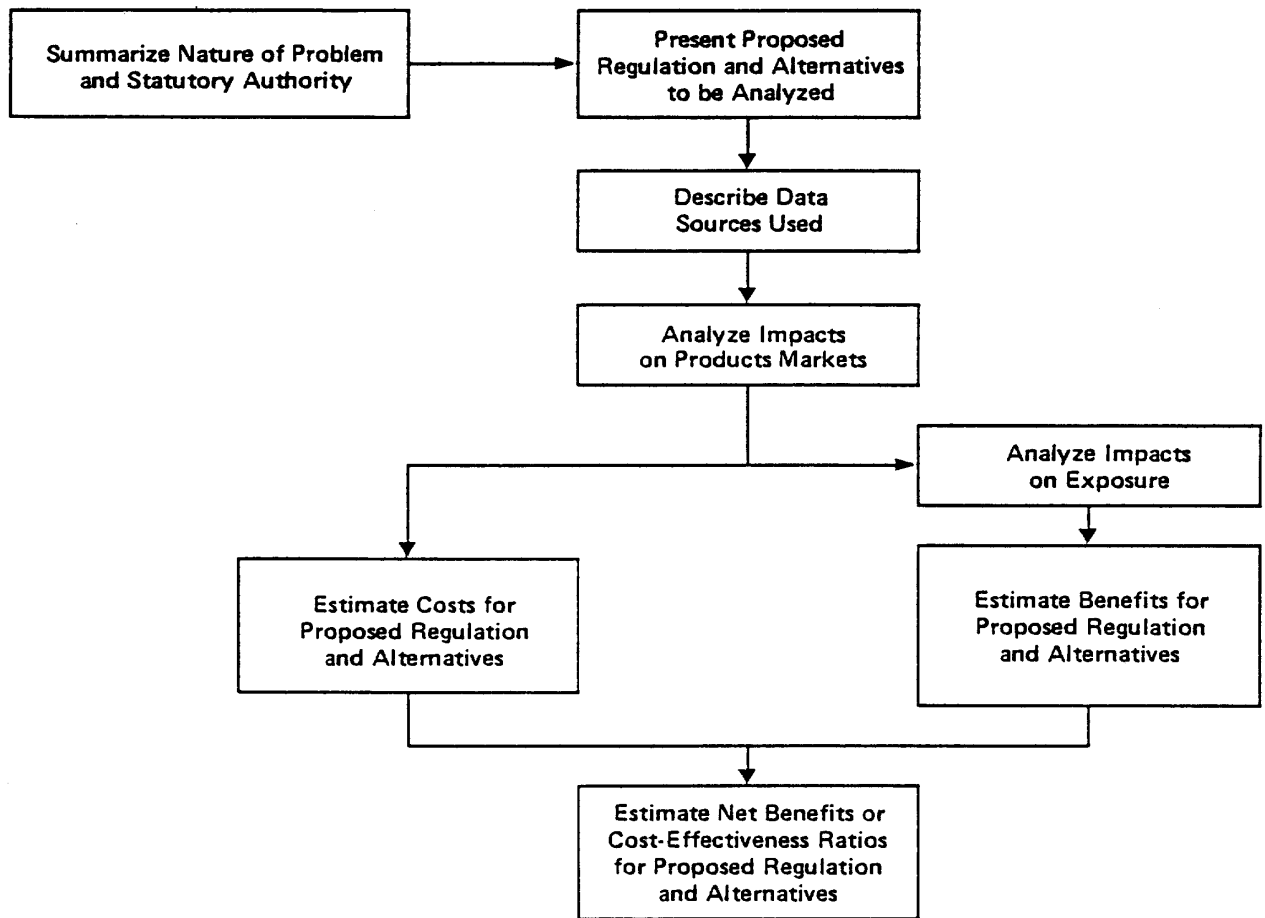 Summarize Nature of Problem
and Statutory Authority
Present Proposed
Regulation and Alternatives
to be Analyzed
Describe Data
Sources Used
Analyze Impacts
on Products Markets
Analyze Impacts
on Exposure
Estimate Costs for
Proposed Regulation
and Alternatives
Estimate Benefits for
Proposed Regulation
and Alternatives
Estimate Net Benefits or
Cost-Effectiveness Ratios
for Proposed Regulation
and Alternatives